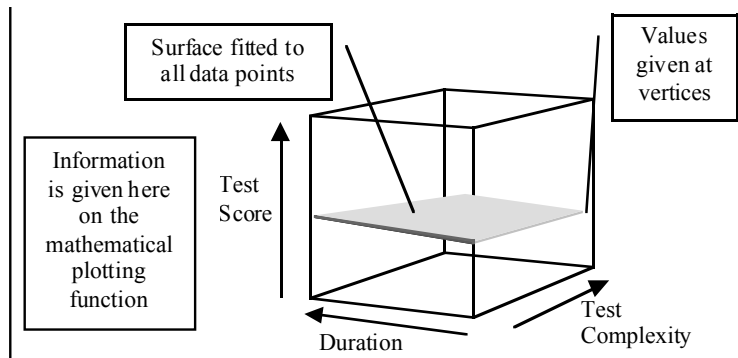 Surface fitted to
all data points
Values
given at
vertices
Information
is given here
on the
mathematical
plotting
function
Test
Score
Duration
Test
Complexity